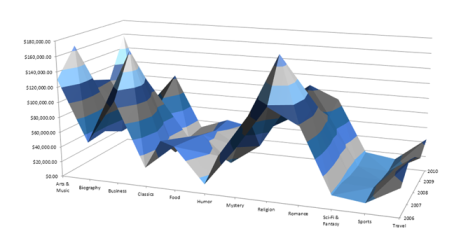 $180,000.00
$160,000.00
$140,000.00
$120,000.00
$100,000.00
$80,000.00
$60,000.00
$40,000.00
$20,000.00
$0.00
Arts &
Music
Biography
Business
Classics
Food
Humor
Mystery
Religion
Romance
Sci-Fi &
Fantasy
Sports
Travel
2010
2009
2008
2007
2006